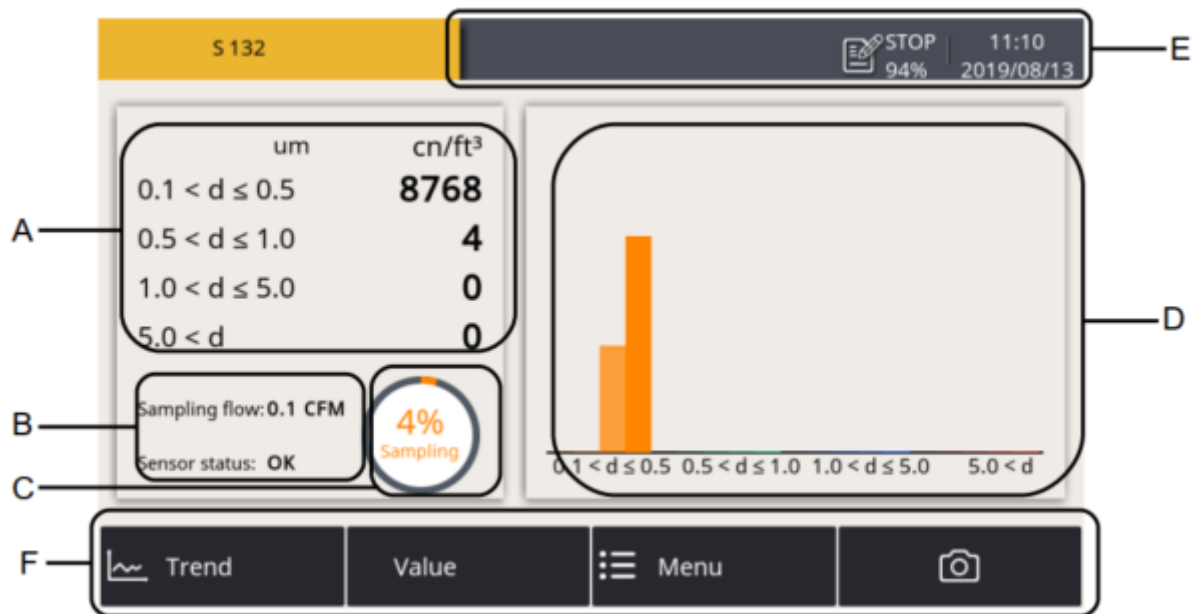 S 132
STOP 11:10
94% 2019/08/13
E
um cn/ft³
0.1 < d ≤ 0.5 8768
A
0.5 < d ≤ 1.0 4
1.0 < d ≤ 5.0 0
5.0 < d 0
D
B
Sampling flow: 0.1 CFM
Sensor status: OK
C
4%
Sampling
0.1 < d ≤ 0.5 0.5 < d ≤ 1.0 1.0 < d ≤ 5.0 5.0 < d
F
Trend Value Menu